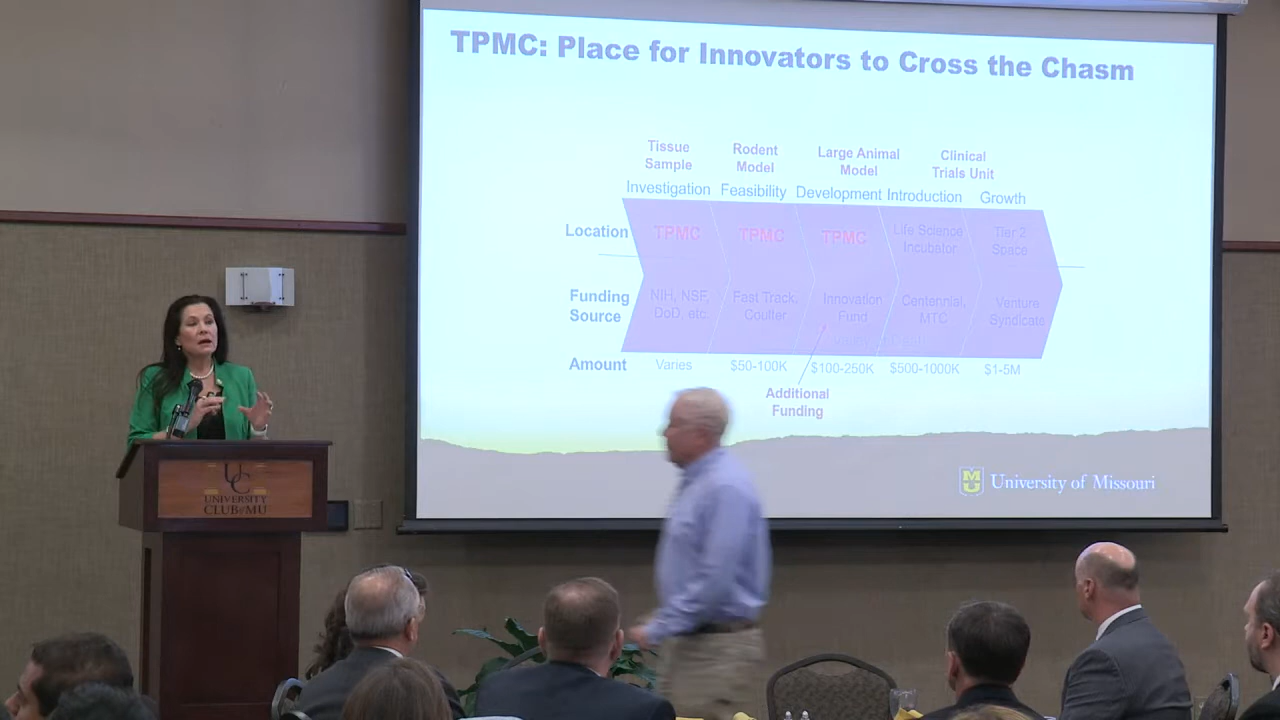 TPMC: Place for Innovators to Cross the Chasm
Tissue Sample
Rodent Model
Large Animal Model
Clinical Trials Unit
Investigation Feasibility Development Introduction Growth
Location TPMC TPMC TPMC Life Science Incubator Tier 2 Space
Funding Source NIH, NSF, DoD, etc. Fast Track, Coulter Innovation Fund Centennial, MTC Venture Syndicate
Amount Varies $50-100K $100-250K $500-1000K $1-5M
Additional Funding
MU
University of Missouri
UC
UNIVERSITY
CLUB of MU